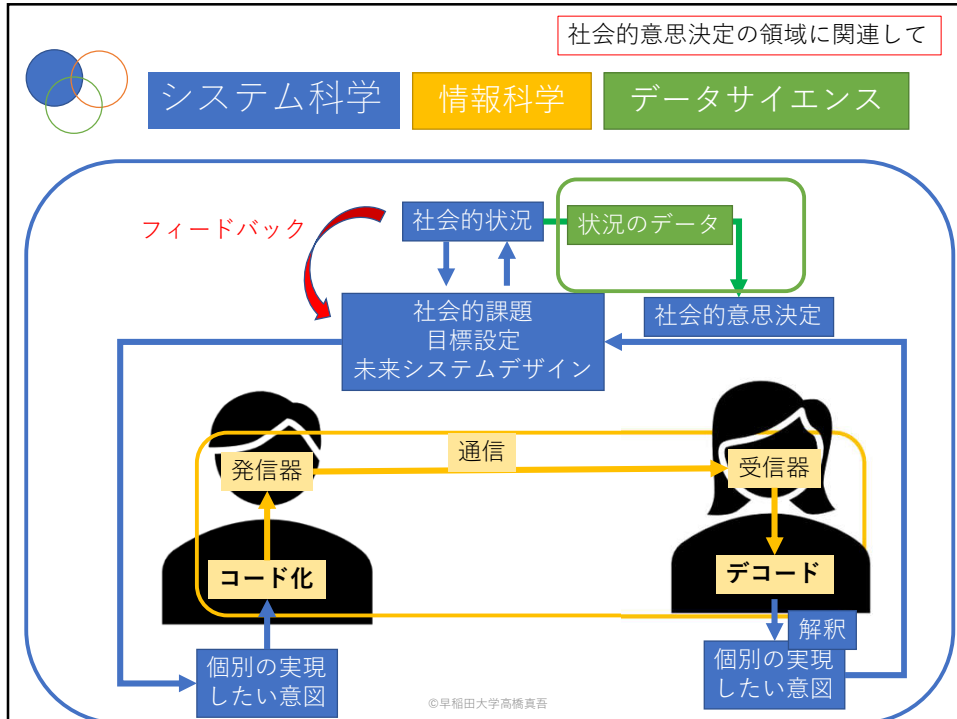 社会的意思決定の領域に関連して
システム科学
情報科学
データサイエンス
フィードバック
社会的状況
状況のデータ
社会的意思決定
社会的課題
目標設定
未来システムデザイン
発信器
通信
受信器
コード化
デコード
解釈
個別の実現
したい意図
個別の実現
したい意図
©早稲田大学高橋真吾